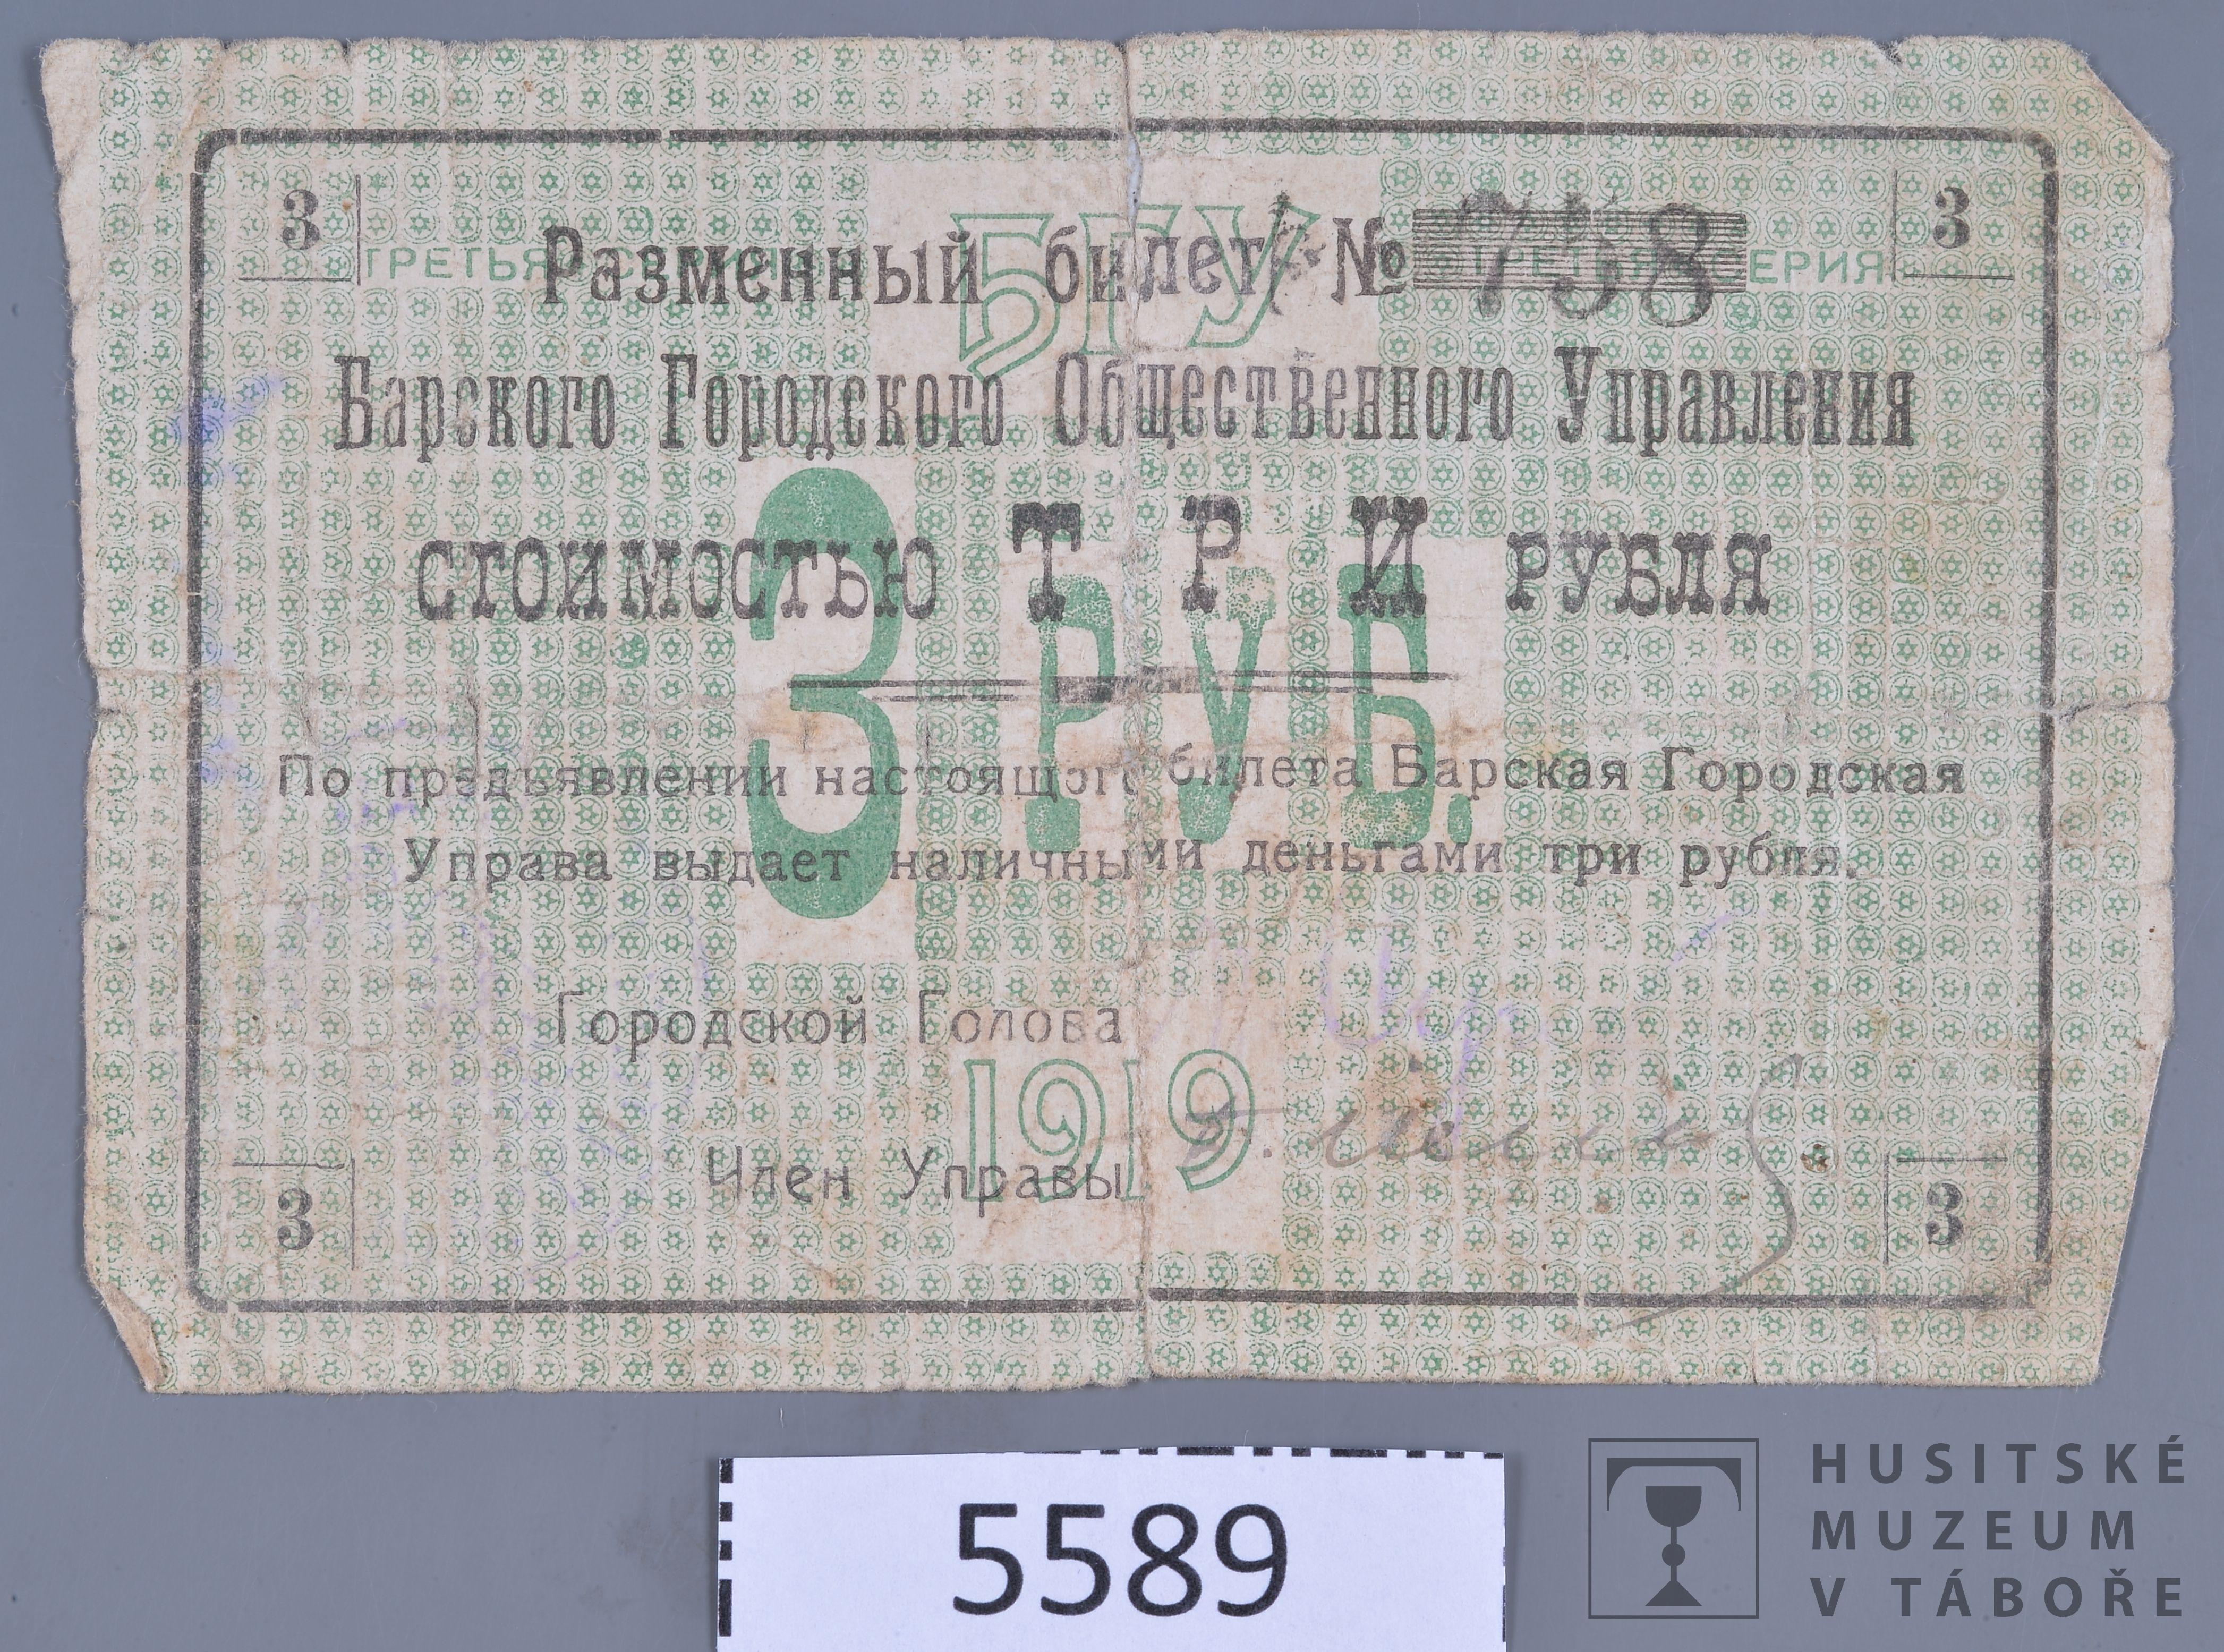 3 3
ТРЕТЬЯ СЕРИЯ
БГУ
Разменный билет № 758
Барского Городского Общественного Управления
стоимостью ТРИ рубля
3 РУБ.
По предъявлении настоящого билета Барская Городская
Управа выдает наличными деньгами три рубля.
Городской Голова
1919
Член Управы
3 3
5589
HUSITSKÉ
MUZEUM
V TÁBOŘE